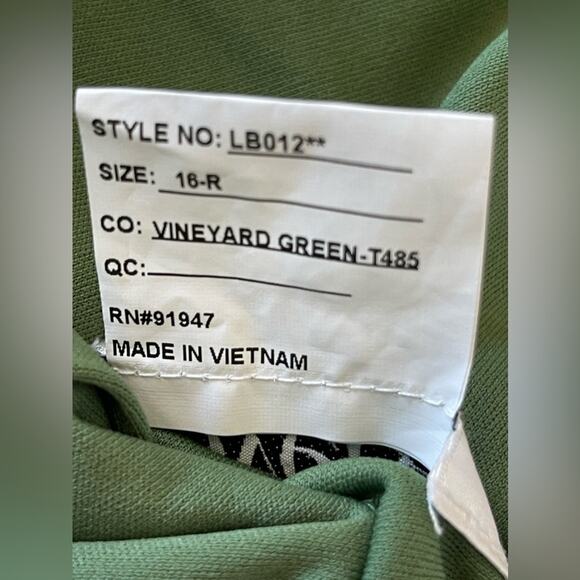 STYLE NO: LB012**
SIZE: 16-R
CO: VINEYARD GREEN-T485
QC:
RN#91947
MADE IN VIETNAM